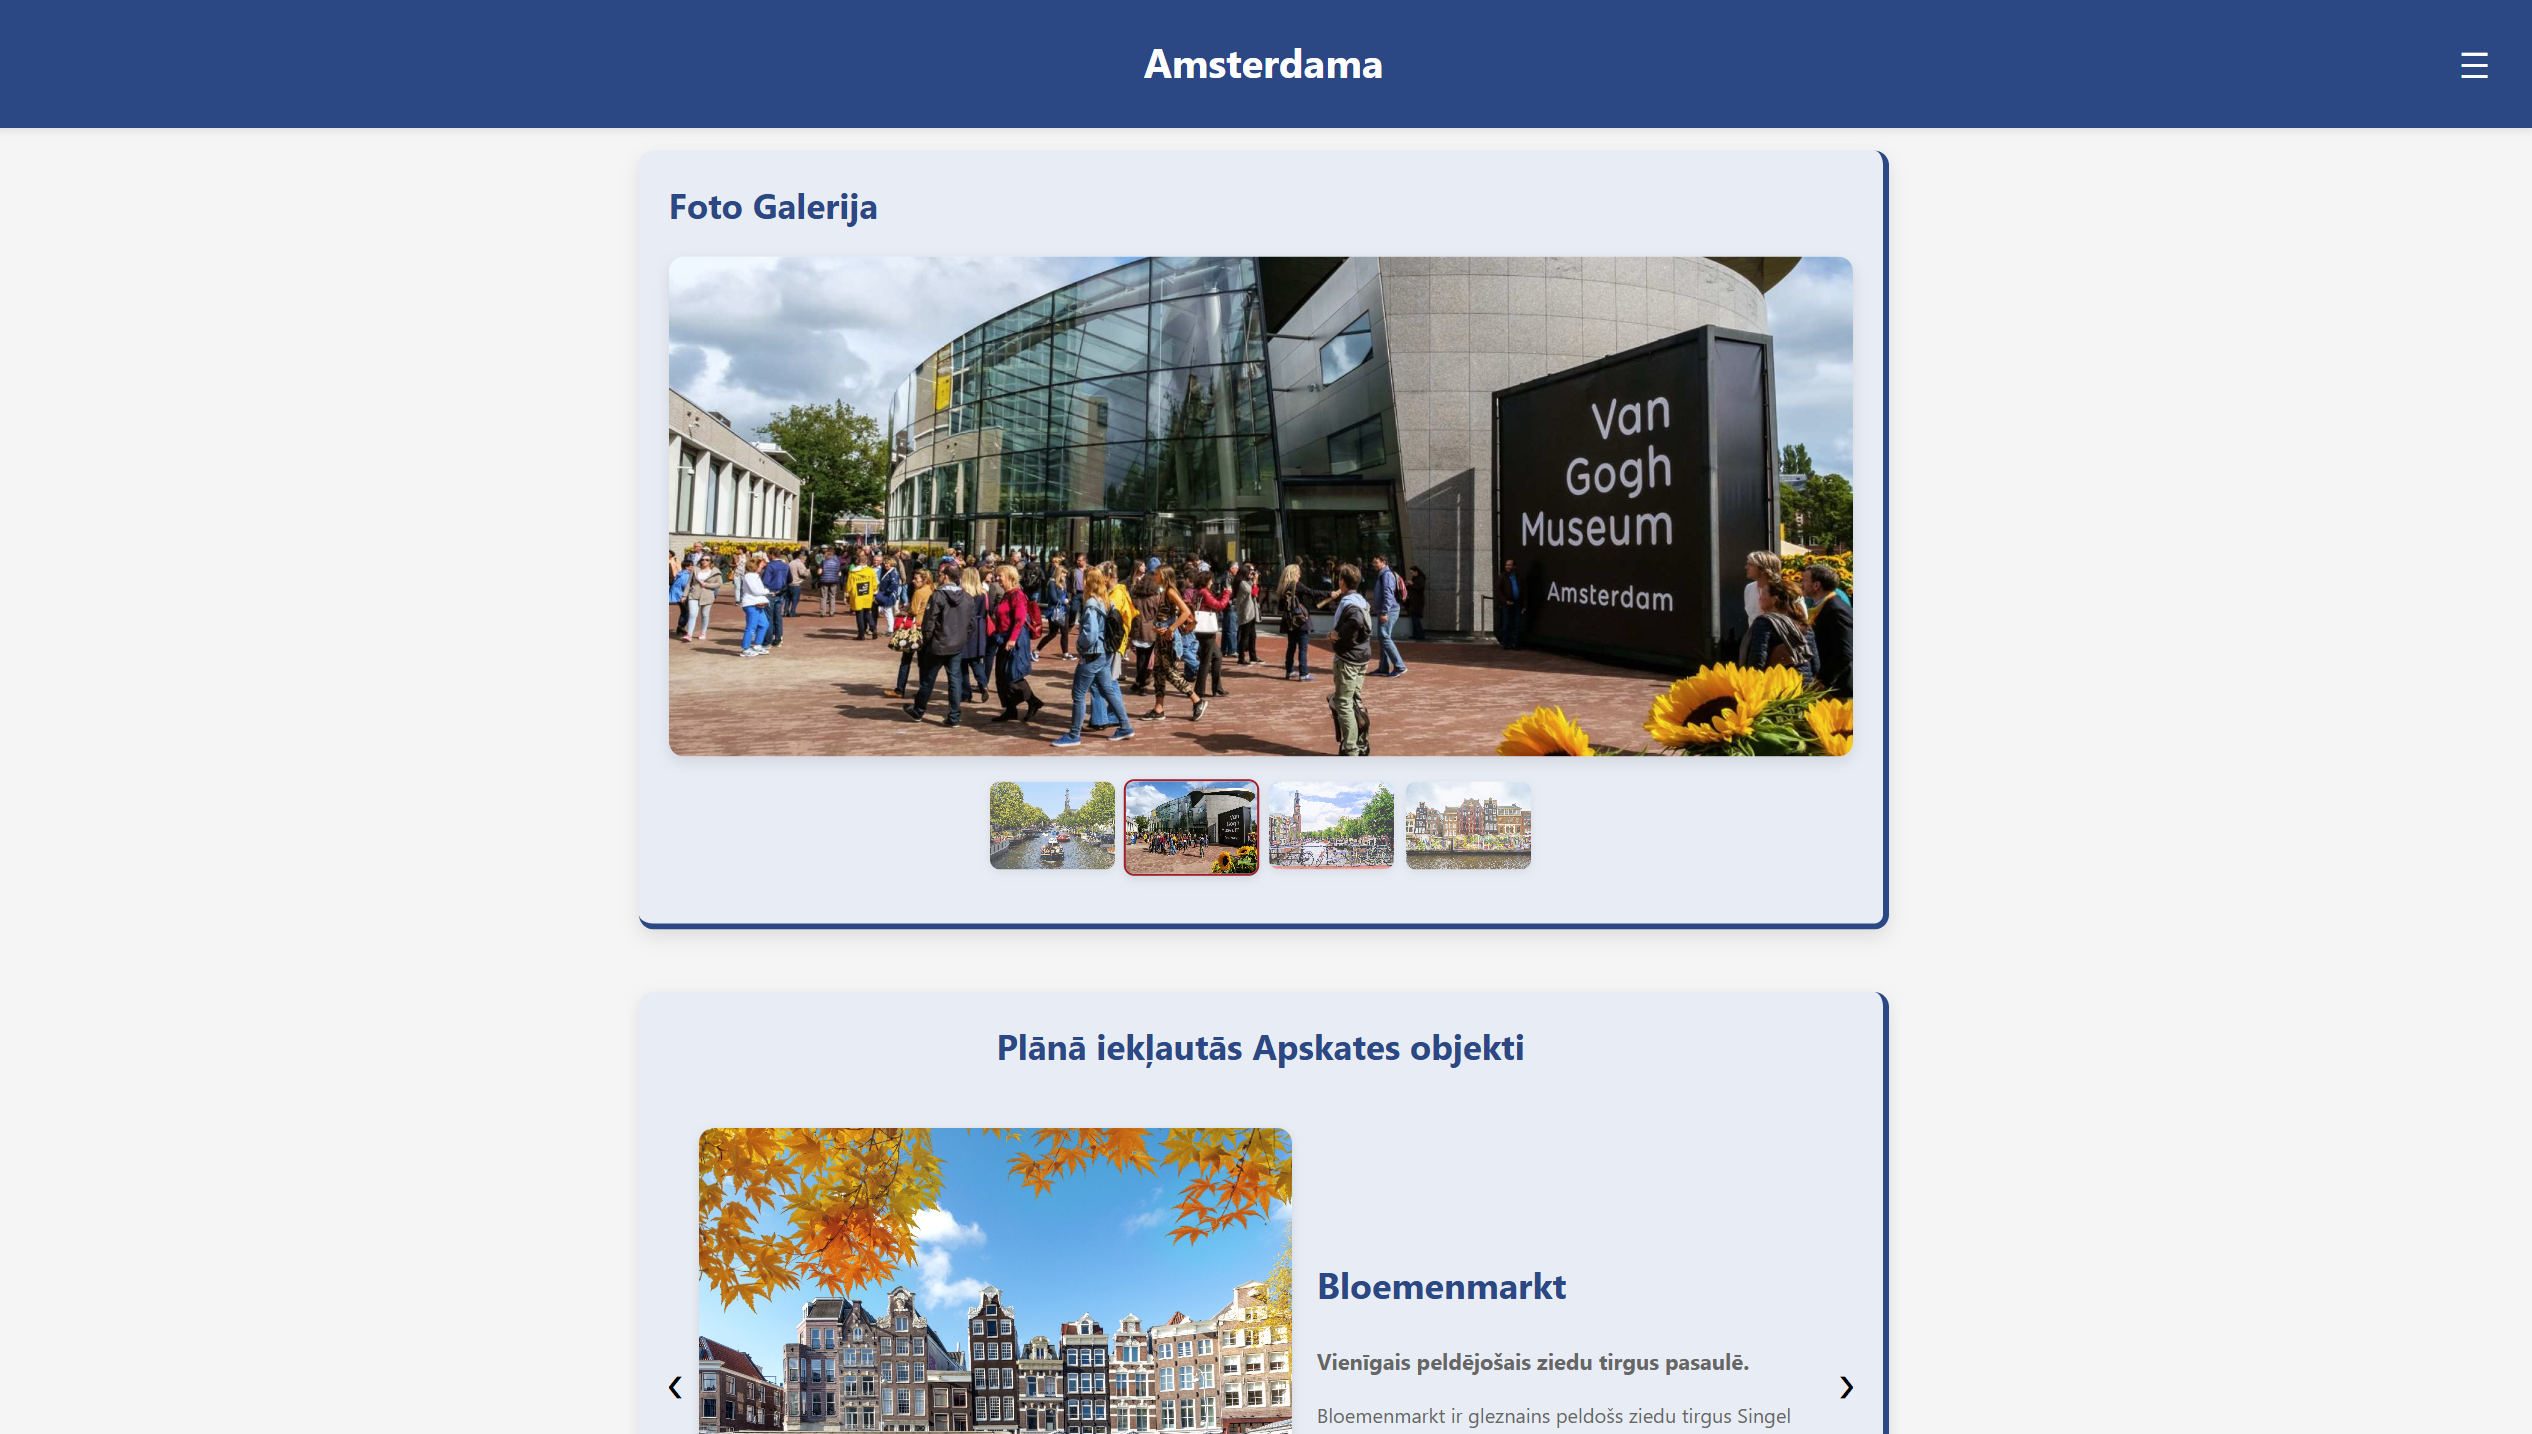 Amsterdama
Foto Galerija
Van
Gogh
Museum
Amsterdam
Plānā iekļautās Apskates objekti
Bloemenmarkt
Vienīgais peldējošais ziedu tirgus pasaulē.
Bloemenmarkt ir gleznains peldošs ziedu tirgus Singel